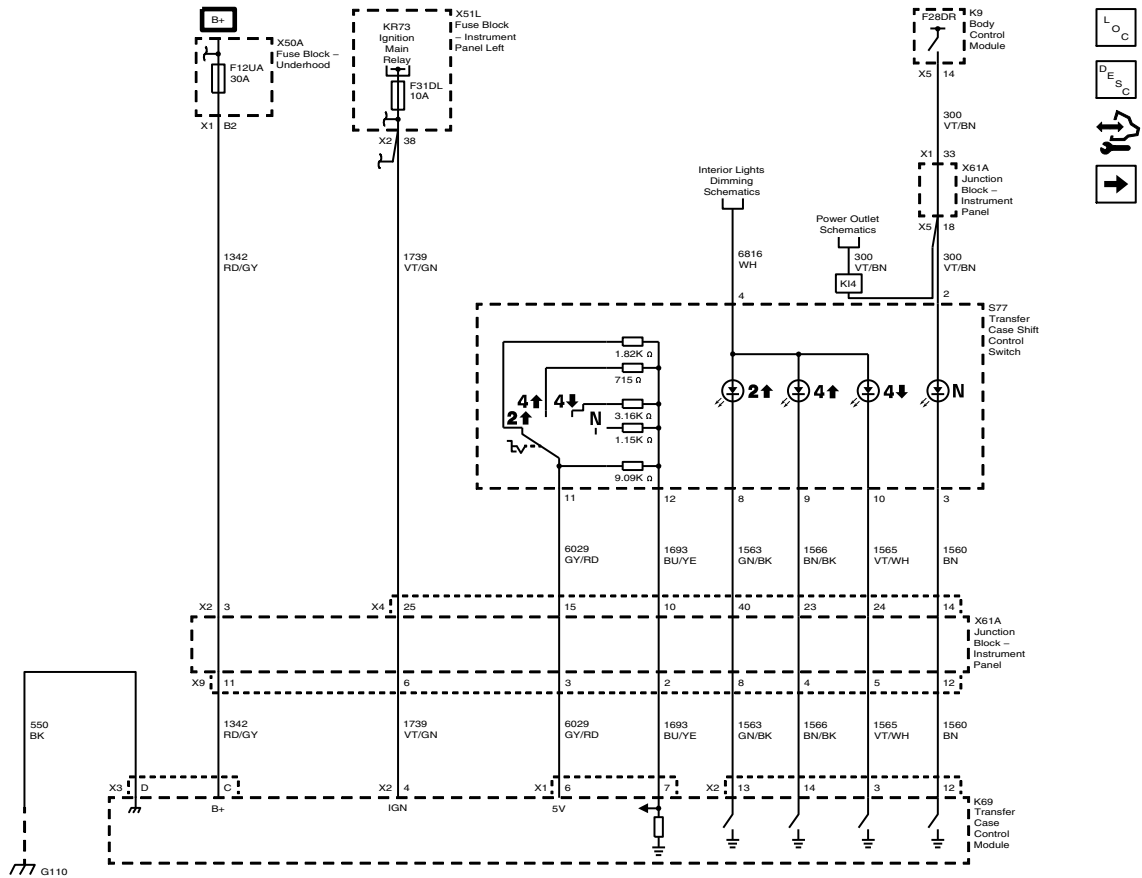 B+
X50A
Fuse Block –
Underhood
F12UA
30A
X1 B2
KR73
Ignition
Main
Relay
X51L
Fuse Block
– Instrument
Panel Left
F31DL
10A
X2 38
F28DR
K9
Body
Control
Module
X5 14
L
O
C
D
E
S
C
300
VT/BN
X1 33
X61A
Junction
Block –
Instrument
Panel
X5 18
Interior Lights
Dimming
Schematics
Power Outlet
Schematics
1342
RD/GY
1739
VT/GN
6816
WH
300
VT/BN
300
VT/BN
KI4
4
2
S77
Transfer
Case Shift
Control
Switch
1.82K Ω
715 Ω
3.16K Ω
1.15K Ω
9.09K Ω
4
2
4
N
2
4
4
N
11 12 8 9 10 3
6029
GY/RD
1693
BU/YE
1563
GN/BK
1566
BN/BK
1565
VT/WH
1560
BN
X2 3 X4 25 15 10 40 23 24 14
X61A
Junction
Block –
Instrument
Panel
X9 11 6 3 2 8 4 5 12
550
BK
1342
RD/GY
1739
VT/GN
6029
GY/RD
1693
BU/YE
1563
GN/BK
1566
BN/BK
1565
VT/WH
1560
BN
X3 D C X2 4 X1 6 7 X2 13 14 3 12
B+ IGN 5V
K69
Transfer
Case
Control
Module
G110